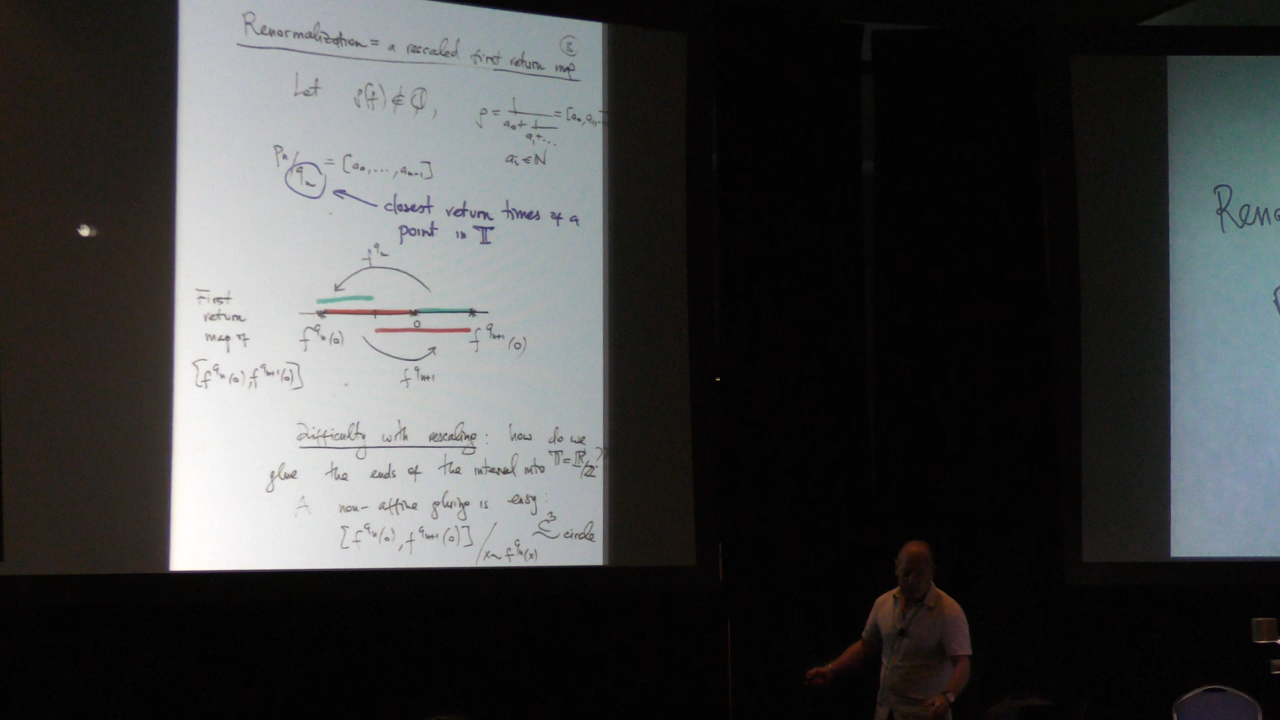 Renormalization = a rescaled first return map
Let ρ(f) ∉ ℚ, ρ = 1/(a₀ + 1/(a₁ + ...)) = [a₀, a₁, ..]
aᵢ ∈ ℕ
pₙ/qₙ = [a₀, ..., aₙ₋₁]
closest return times of a
point in 𝕋
f^qₙ
First
return
map of
[f^qₙ(0), f^qₙ₊₁(0)]
0
f^qₙ(0)
f^qₙ₊₁(0)
f^qₙ₊₁
Difficulty with rescaling: how do we
glue the ends of the interval into 𝕋=ℝ/ℤ?
A non-affine gluing is easy:
[f^qₙ(0), f^qₙ₊₁(0)] / x~f^qₙ(x) C³ circle
Reno